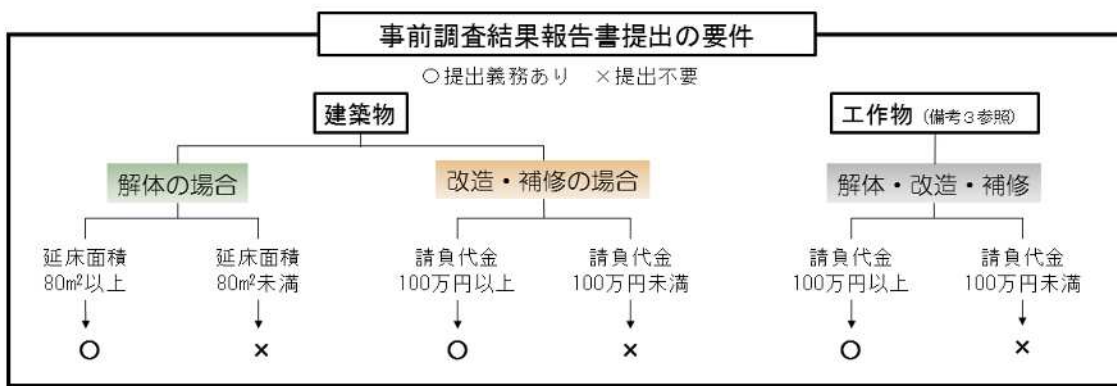 事前調査結果報告書提出の要件
○提出義務あり ×提出不要
建築物
工作物（備考３参照）
解体の場合
改造・補修の場合
解体・改造・補修
延床面積
80㎡以上
延床面積
80㎡未満
請負代金
100万円以上
請負代金
100万円未満
請負代金
100万円以上
請負代金
100万円未満
○
×
○
×
○
×